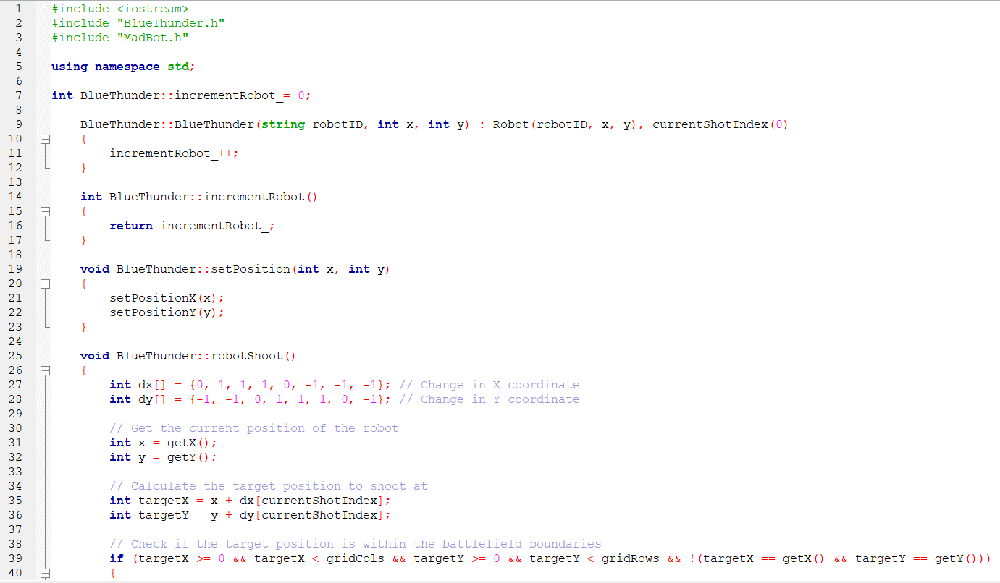 1 #include <iostream>
2 #include "BlueThunder.h"
3 #include "MadBot.h"
4
5 using namespace std;
6
7 int BlueThunder::incrementRobot_= 0;
8
9 BlueThunder::BlueThunder(string robotID, int x, int y) : Robot(robotID, x, y), currentShotIndex(0)
10 {
11 incrementRobot_++;
12 }
13
14 int BlueThunder::incrementRobot()
15 {
16 return incrementRobot_;
17 }
18
19 void BlueThunder::setPosition(int x, int y)
20 {
21 setPositionX(x);
22 setPositionY(y);
23 }
24
25 void BlueThunder::robotShoot()
26 {
27 int dx[] = {0, 1, 1, 1, 0, -1, -1, -1}; // Change in X coordinate
28 int dy[] = {-1, -1, 0, 1, 1, 1, 0, -1}; // Change in Y coordinate
29
30 // Get the current position of the robot
31 int x = getX();
32 int y = getY();
33
34 // Calculate the target position to shoot at
35 int targetX = x + dx[currentShotIndex];
36 int targetY = y + dy[currentShotIndex];
37
38 // Check if the target position is within the battlefield boundaries
39 if (targetX >= 0 && targetX < gridCols && targetY >= 0 && targetY < gridRows && !(targetX == getX() && targetY == getY()))
40 {